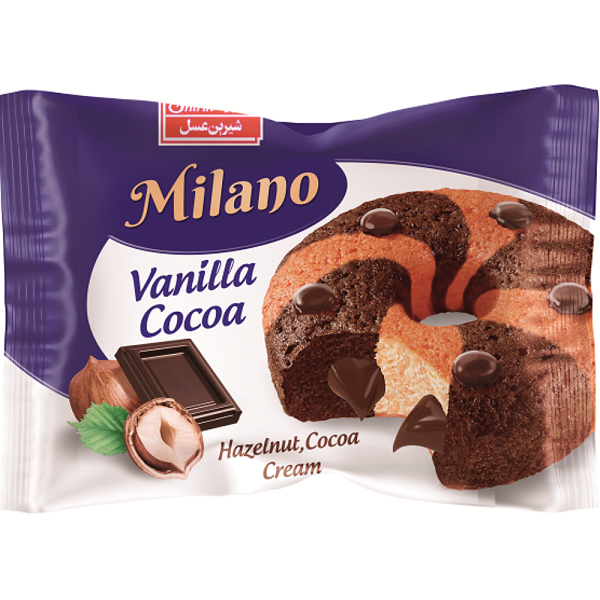 شیرین عسل
Milano
Vanilla
Cocoa
Hazelnut, Cocoa
Cream